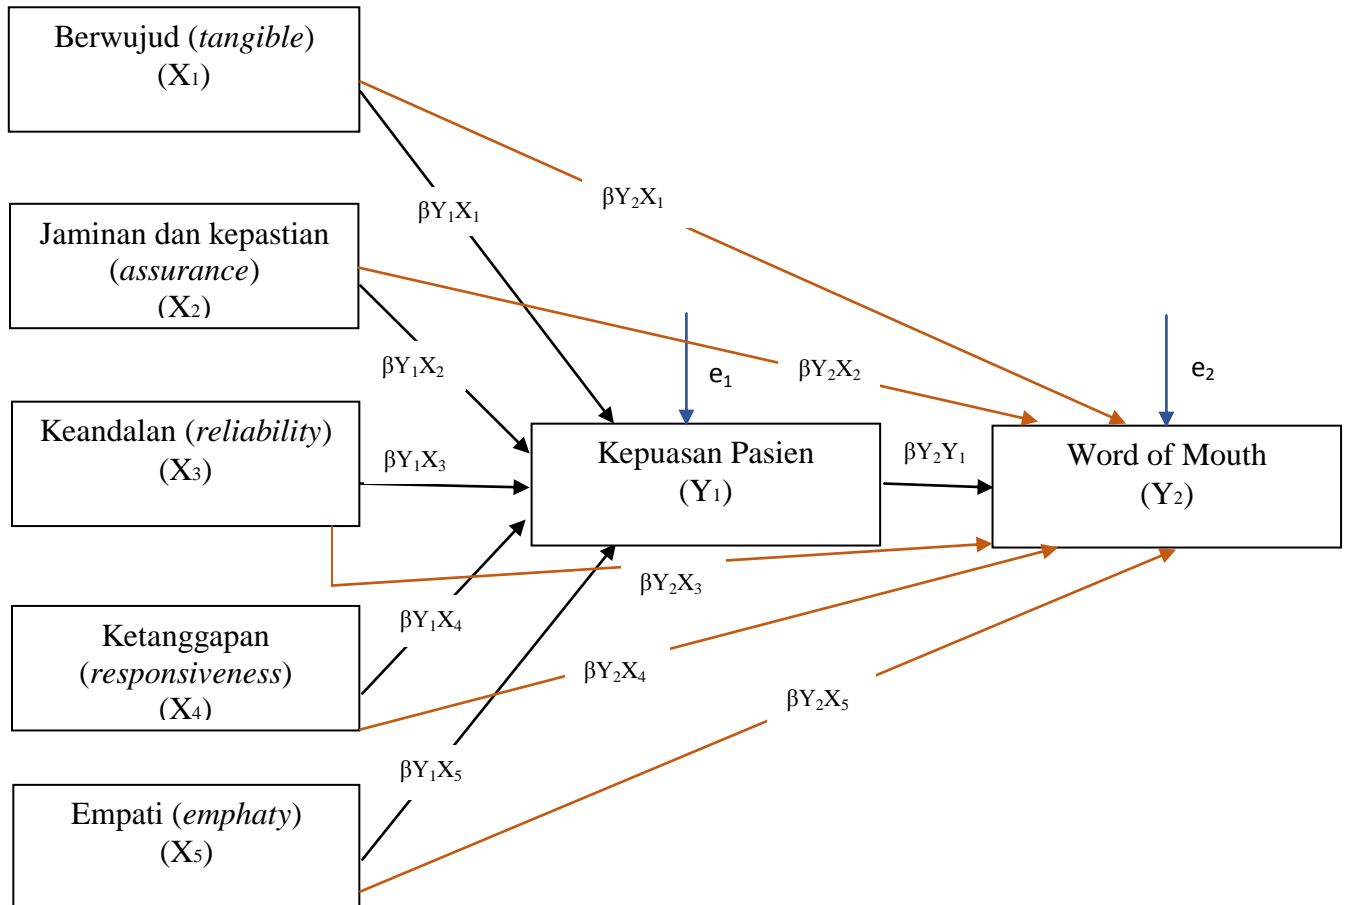 Berwujud (tangible)
(X₁)
βY₂X₁
βY₁X₁
Jaminan dan kepastian
(assurance)
(X₂)
βY₁X₂
e₁
βY₂X₂
e₂
Keandalan (reliability)
(X₃)
βY₁X₃
Kepuasan Pasien
(Y₁)
βY₂Y₁
Word of Mouth
(Y₂)
βY₂X₃
Ketanggapan
(responsiveness)
(X₄)
βY₁X₄
βY₂X₄
βY₂X₅
βY₁X₅
Empati (emphaty)
(X₅)